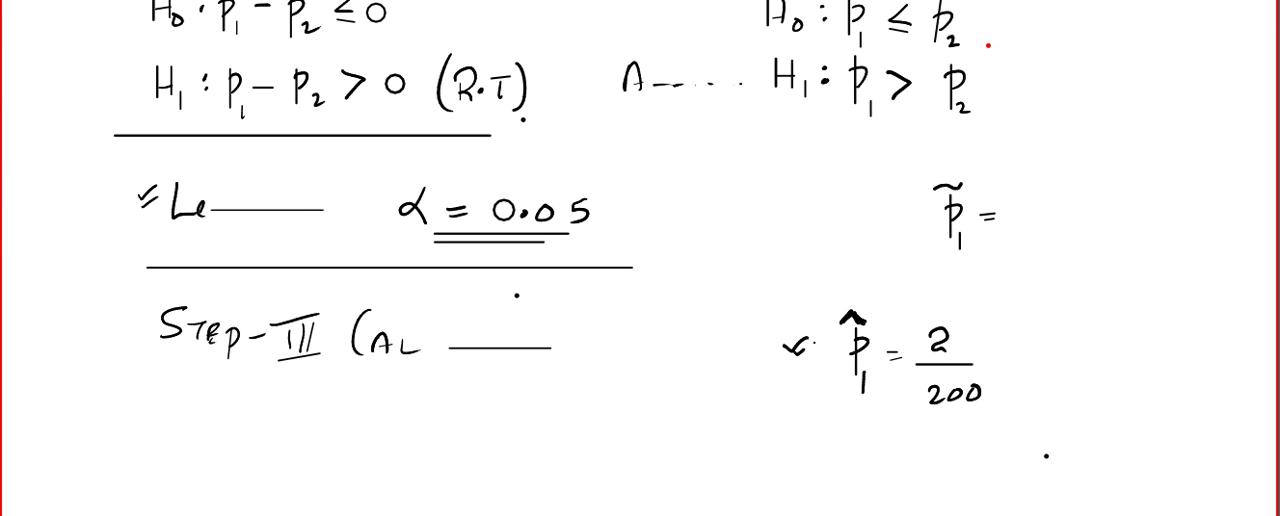 H₀ : p₁ - p₂ ≤ 0 H₀ : p₁ ≤ p₂
H₁ : p₁ - p₂ > 0 (R.T) A---- H₁ : p₁ > p₂
Le—— α = 0.05 p̃₁ =
STEP-III (AL —— p̂₁ = 2/200